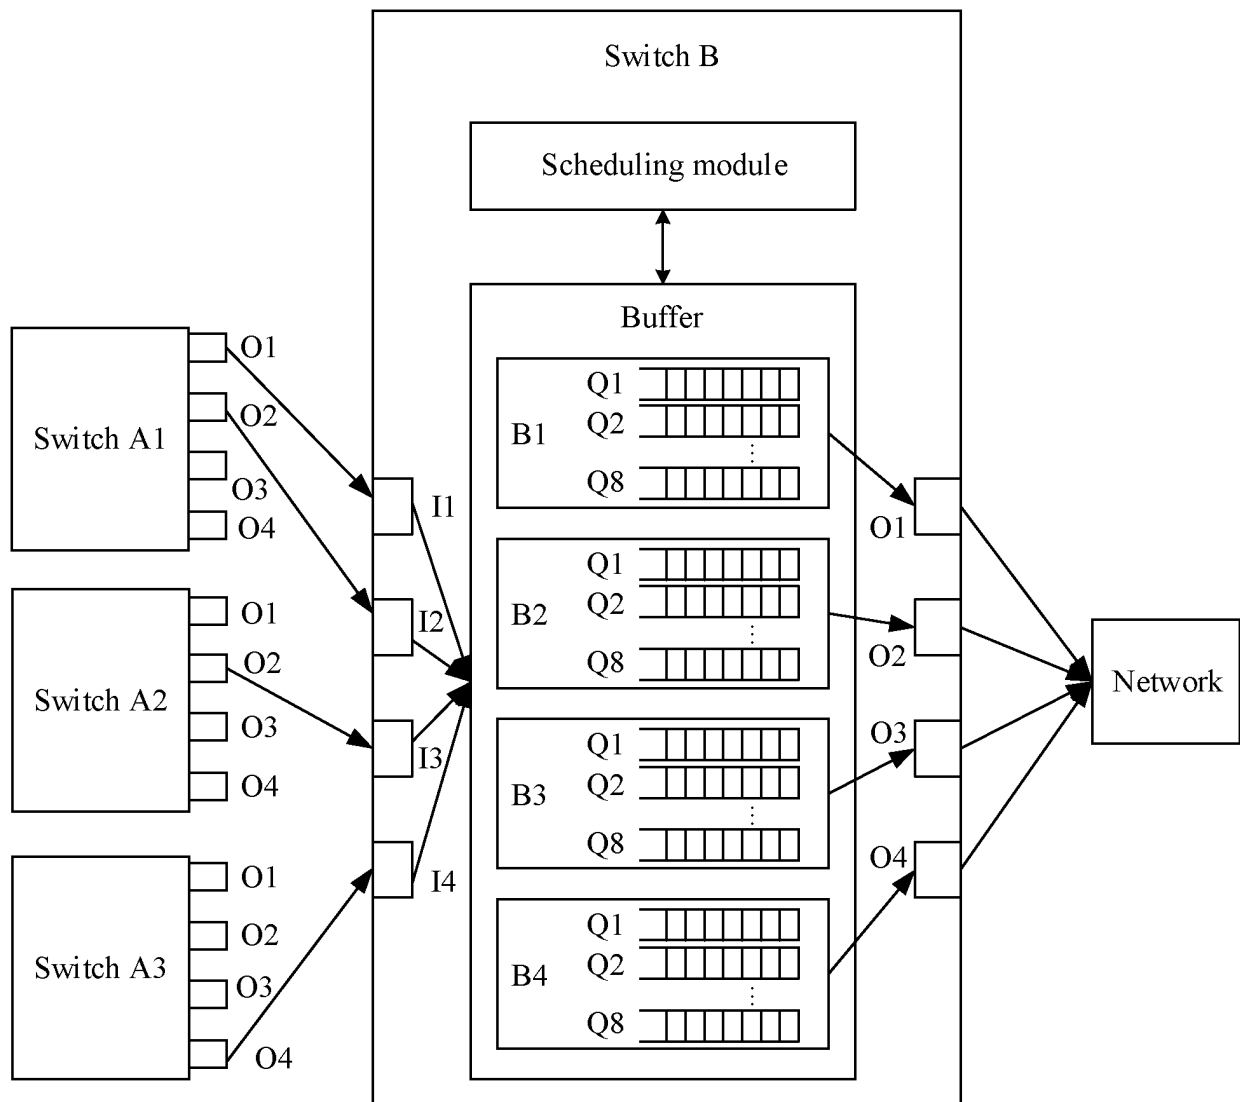 Switch B
Scheduling module
Buffer
Switch A1
O1
O2
O3
O4
Switch A2
O1
O2
O3
O4
Switch A3
O1
O2
O3
O4
I1
I2
I3
I4
B1
Q1
Q2
Q8
B2
Q1
Q2
Q8
B3
Q1
Q2
Q8
B4
Q1
Q2
Q8
O1
O2
O3
O4
Network